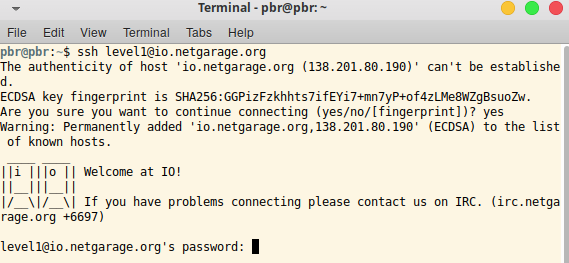 Terminal - pbr@pbr: ~
File Edit View Terminal Tabs Help
pbr@pbr:~$ ssh level1@io.netgarage.org
The authenticity of host 'io.netgarage.org (138.201.80.190)' can't be establishe
d.
ECDSA key fingerprint is SHA256:GGPizFzkhhts7ifEYi7+mn7yP+of4zLMe8WZgBsuoZw.
Are you sure you want to continue connecting (yes/no/[fingerprint])? yes
Warning: Permanently added 'io.netgarage.org,138.201.80.190' (ECDSA) to the list
 of known hosts.
 ____ ____
||i |||o || Welcome at IO!
||__|||__||
|/__\|/__\| If you have problems connecting please contact us on IRC. (irc.netga
rage.org +6697)
level1@io.netgarage.org's password: